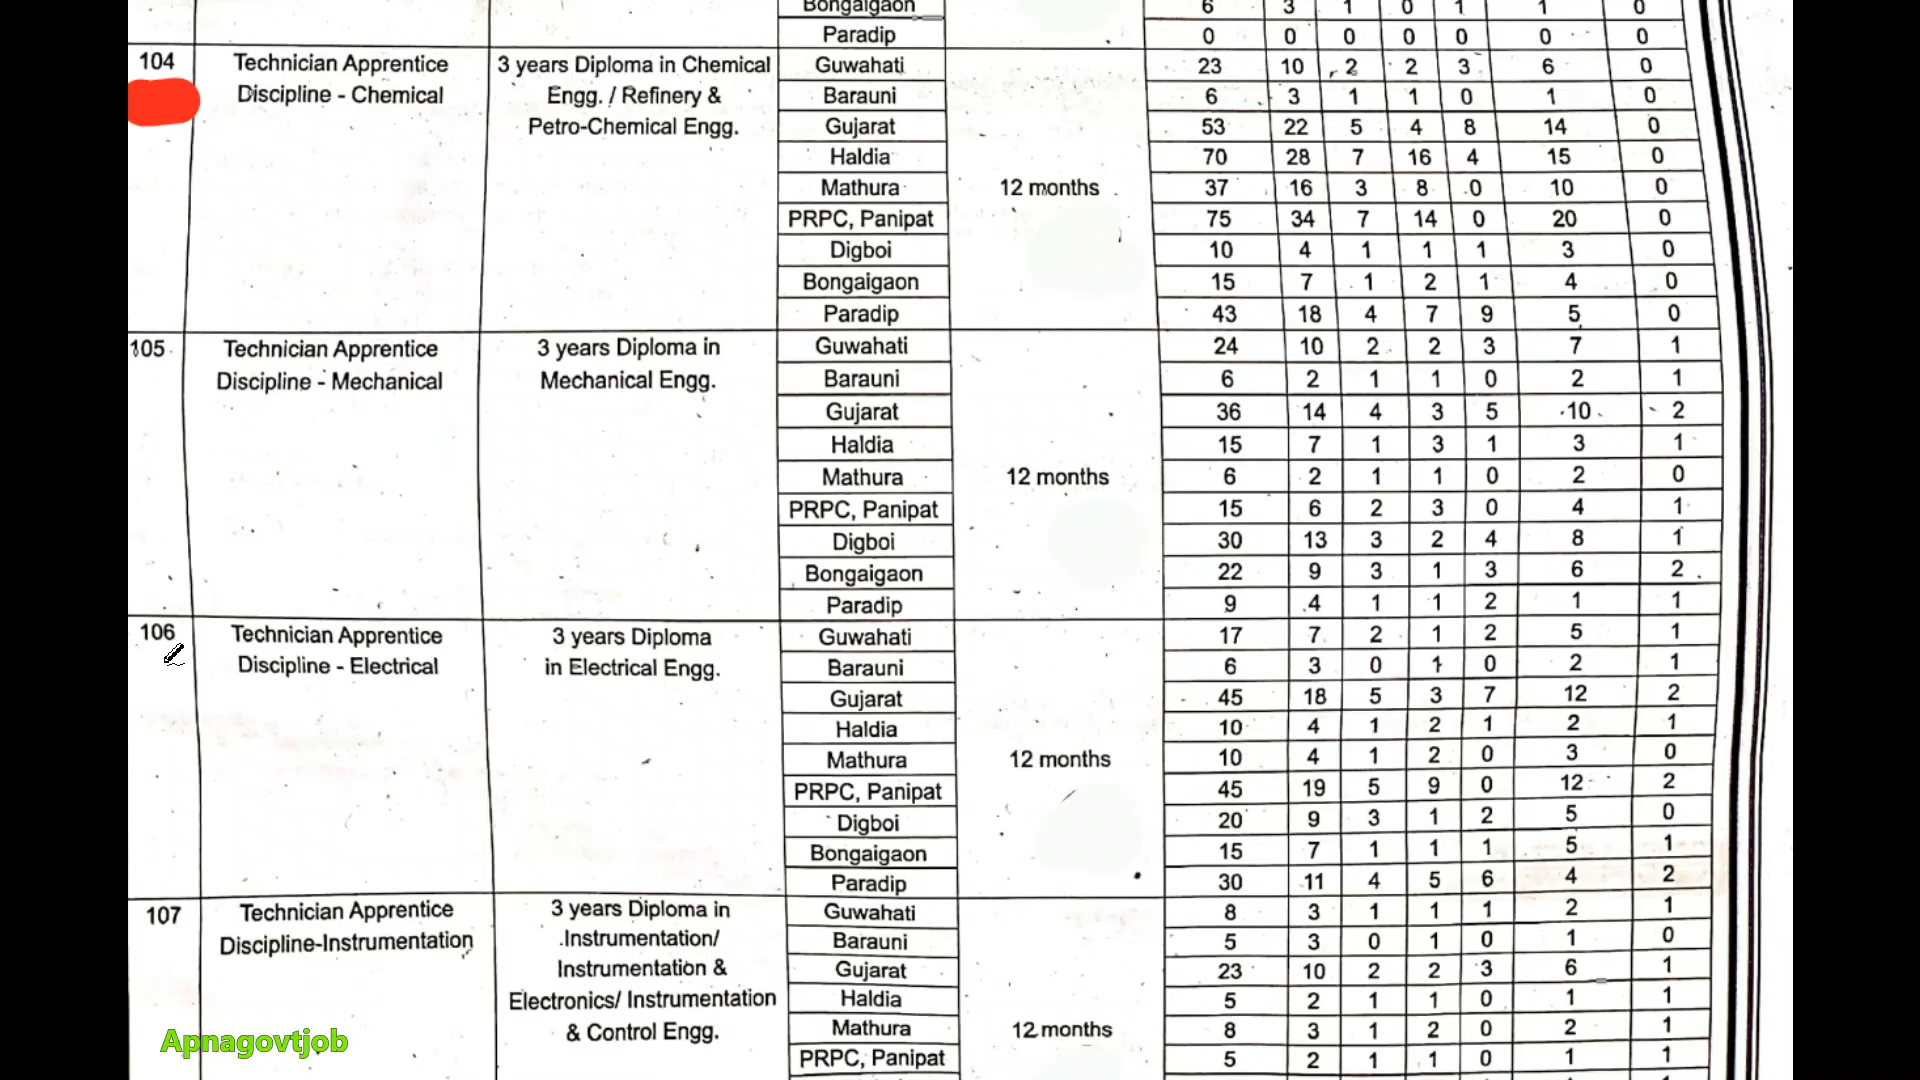 Bongaigaon 6 3 1 0 1 1 0
Paradip 0 0 0 0 0 0 0
104 Technician Apprentice 3 years Diploma in Chemical Guwahati 23 10 2 2 3 6 0
Discipline - Chemical Engg. / Refinery & Barauni 6 3 1 1 0 1 0
Petro-Chemical Engg. Gujarat 53 22 5 4 8 14 0
Haldia 70 28 7 16 4 15 0
Mathura 12 months 37 16 3 8 0 10 0
PRPC, Panipat 75 34 7 14 0 20 0
Digboi 10 4 1 1 1 3 0
Bongaigaon 15 7 1 2 1 4 0
Paradip 43 18 4 7 9 5 0
105 Technician Apprentice 3 years Diploma in Guwahati 24 10 2 2 3 7 1
Discipline - Mechanical Mechanical Engg. Barauni 6 2 1 1 0 2 1
Gujarat 36 14 4 3 5 10 2
Haldia 15 7 1 3 1 3 1
Mathura 12 months 6 2 1 1 0 2 0
PRPC, Panipat 15 6 2 3 0 4 1
Digboi 30 13 3 2 4 8 1
Bongaigaon 22 9 3 1 3 6 2
Paradip 9 4 1 1 2 1 1
106 Technician Apprentice 3 years Diploma Guwahati 17 7 2 1 2 5 1
Discipline - Electrical in Electrical Engg. Barauni 6 3 0 1 0 2 1
Gujarat 45 18 5 3 7 12 2
Haldia 10 4 1 2 1 2 1
Mathura 12 months 10 4 1 2 0 3 0
PRPC, Panipat 45 19 5 9 0 12 2
Digboi 20 9 3 1 2 5 0
Bongaigaon 15 7 1 1 1 5 1
Paradip 30 11 4 5 6 4 2
107 Technician Apprentice 3 years Diploma in Guwahati 8 3 1 1 1 2 1
Discipline-Instrumentation Instrumentation/ Barauni 5 3 0 1 0 1 0
Instrumentation & Gujarat 23 10 2 2 3 6 1
Electronics/ Instrumentation Haldia 5 2 1 1 0 1 1
& Control Engg. Mathura 12 months 8 3 1 2 0 2 1
PRPC, Panipat 5 2 1 1 0 1 1
Apnagovtjob